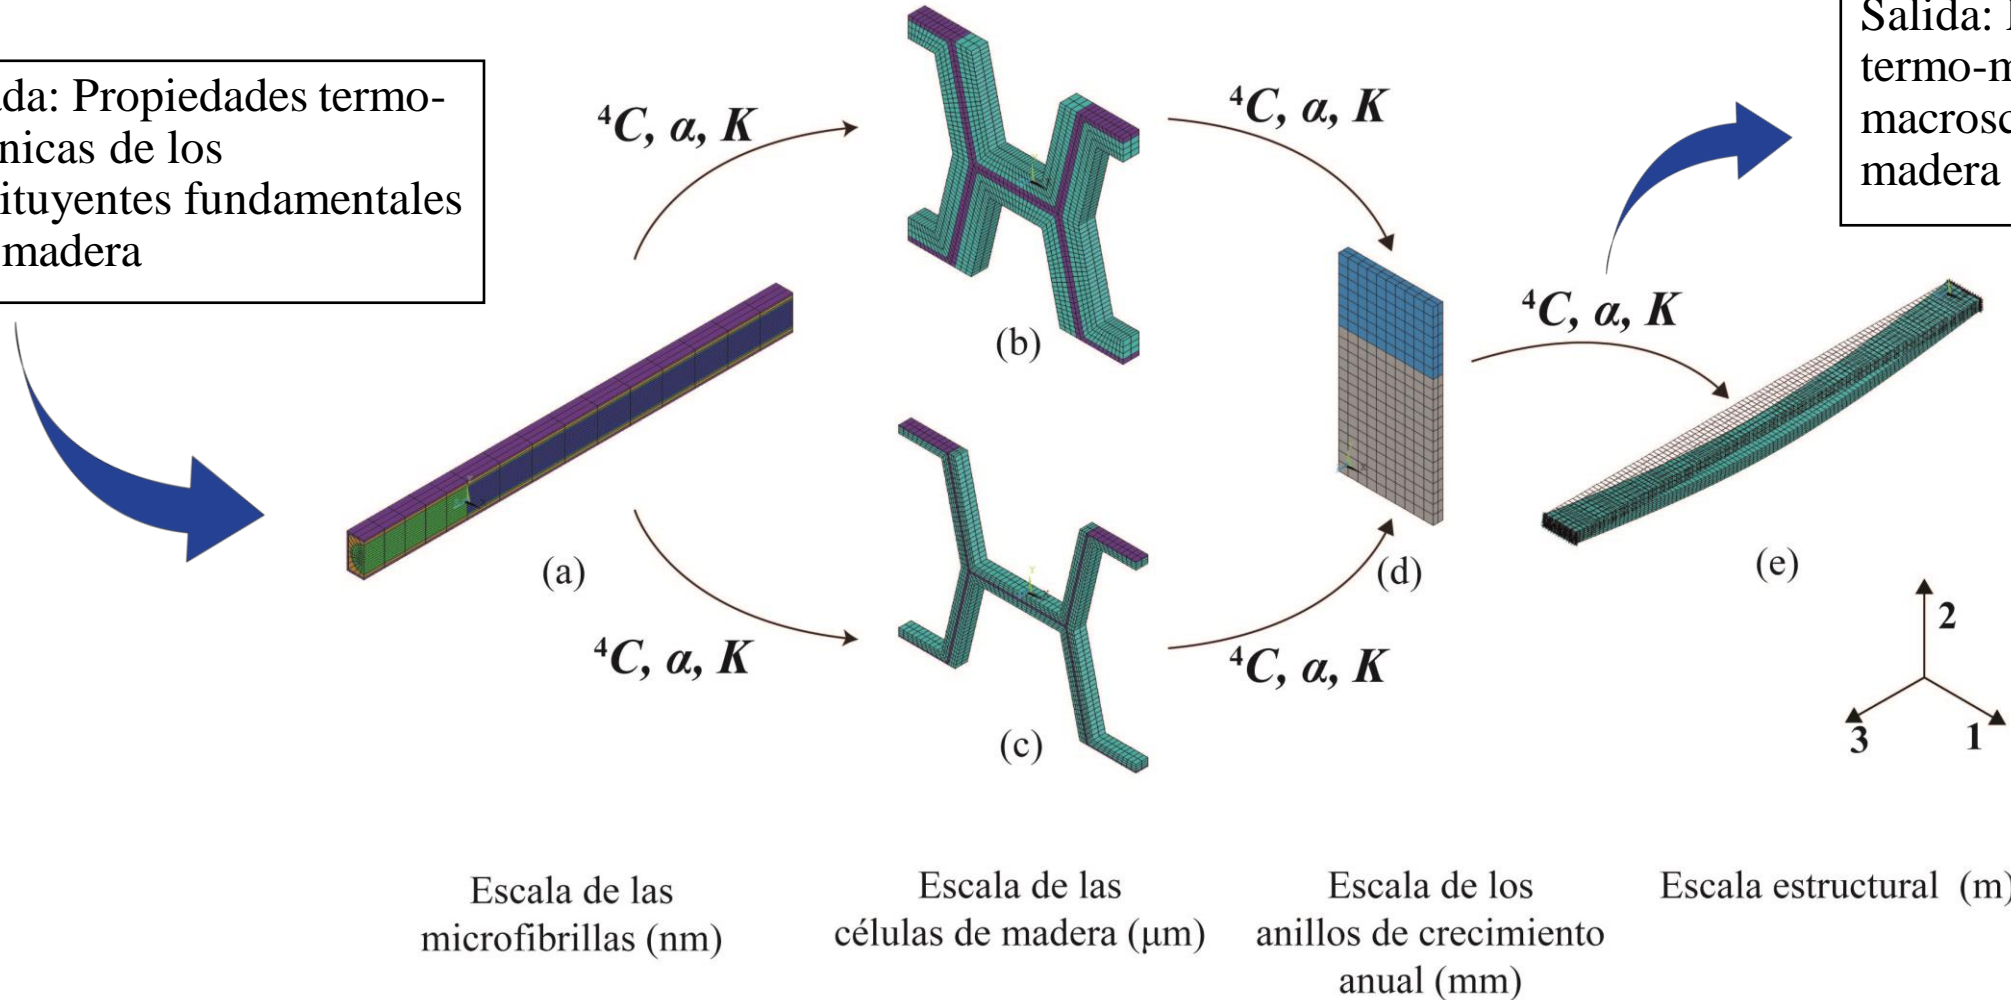 ada: Propiedades termo-
nicas de los
ituyentes fundamentales
madera
Salida:
termo-m
macrosc
madera
⁴C, α, K
⁴C, α, K
⁴C, α, K
⁴C, α, K
⁴C, α, K
(a)
(b)
(c)
(d)
(e)
2
3
1
Escala de las
microfibrillas (nm)
Escala de las
células de madera (μm)
Escala de los
anillos de crecimiento
anual (mm)
Escala estructural (m)